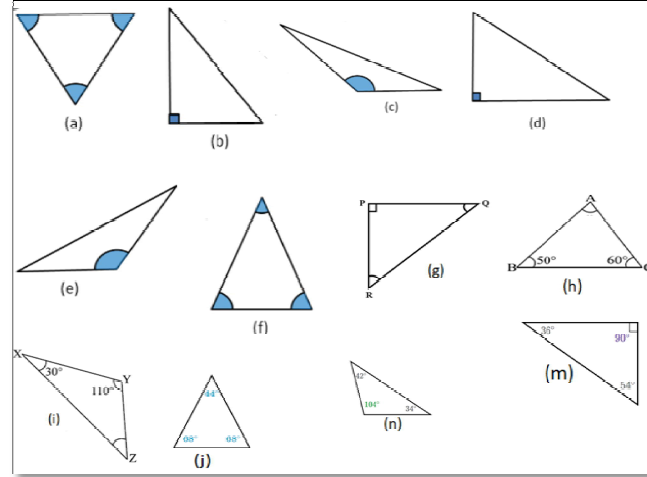 (a)
(b)
(c)
(d)
(e)
(f)
P
Q
R
(g)
A
B
50°
60°
C
(h)
X
30°
Y
110°
Z
(i)
44°
68°
68°
(j)
42°
104°
34°
(n)
36°
90°
54°
(m)